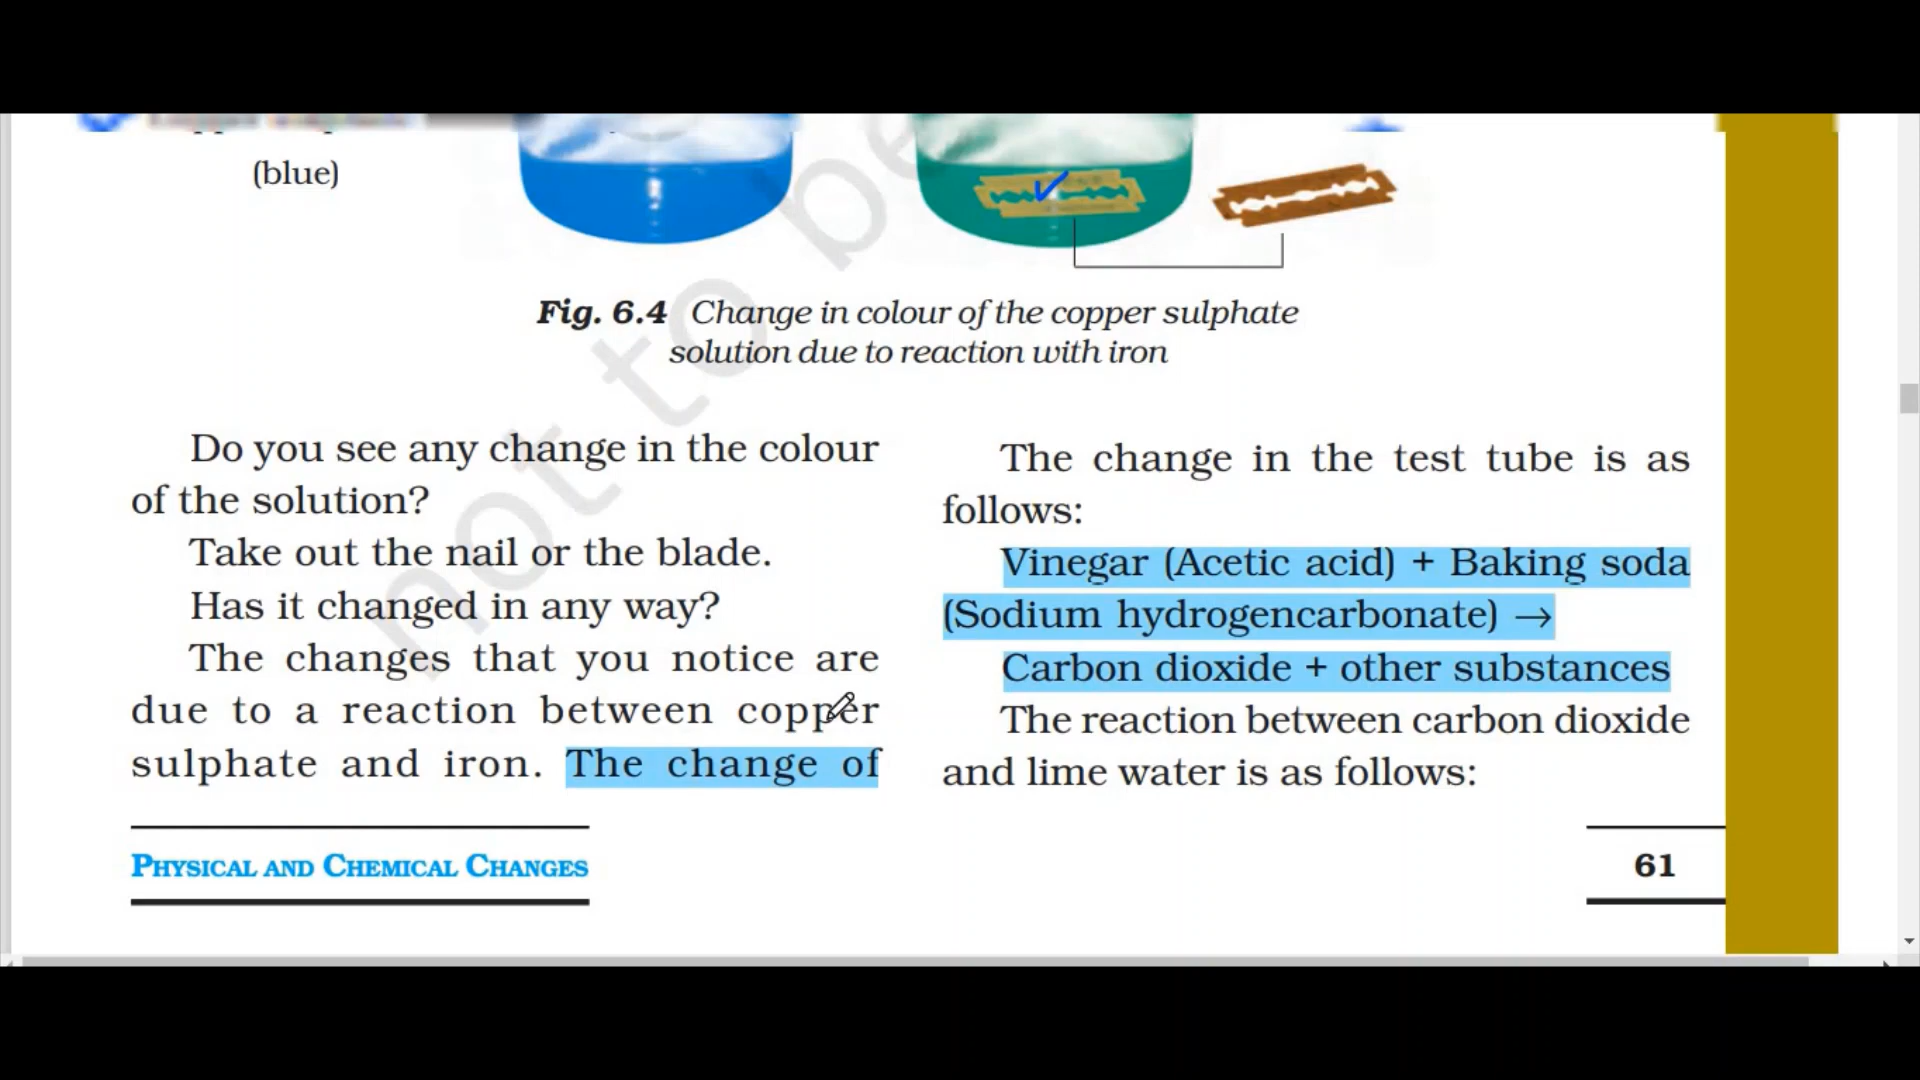 (blue)
Fig. 6.4 Change in colour of the copper sulphate
solution due to reaction with iron
Do you see any change in the colour
of the solution?
Take out the nail or the blade.
Has it changed in any way?
The changes that you notice are
due to a reaction between copper
sulphate and iron. The change of
The change in the test tube is as
follows:
Vinegar (Acetic acid) + Baking soda
(Sodium hydrogencarbonate) →
Carbon dioxide + other substances
The reaction between carbon dioxide
and lime water is as follows:
PHYSICAL AND CHEMICAL CHANGES
61
not to be